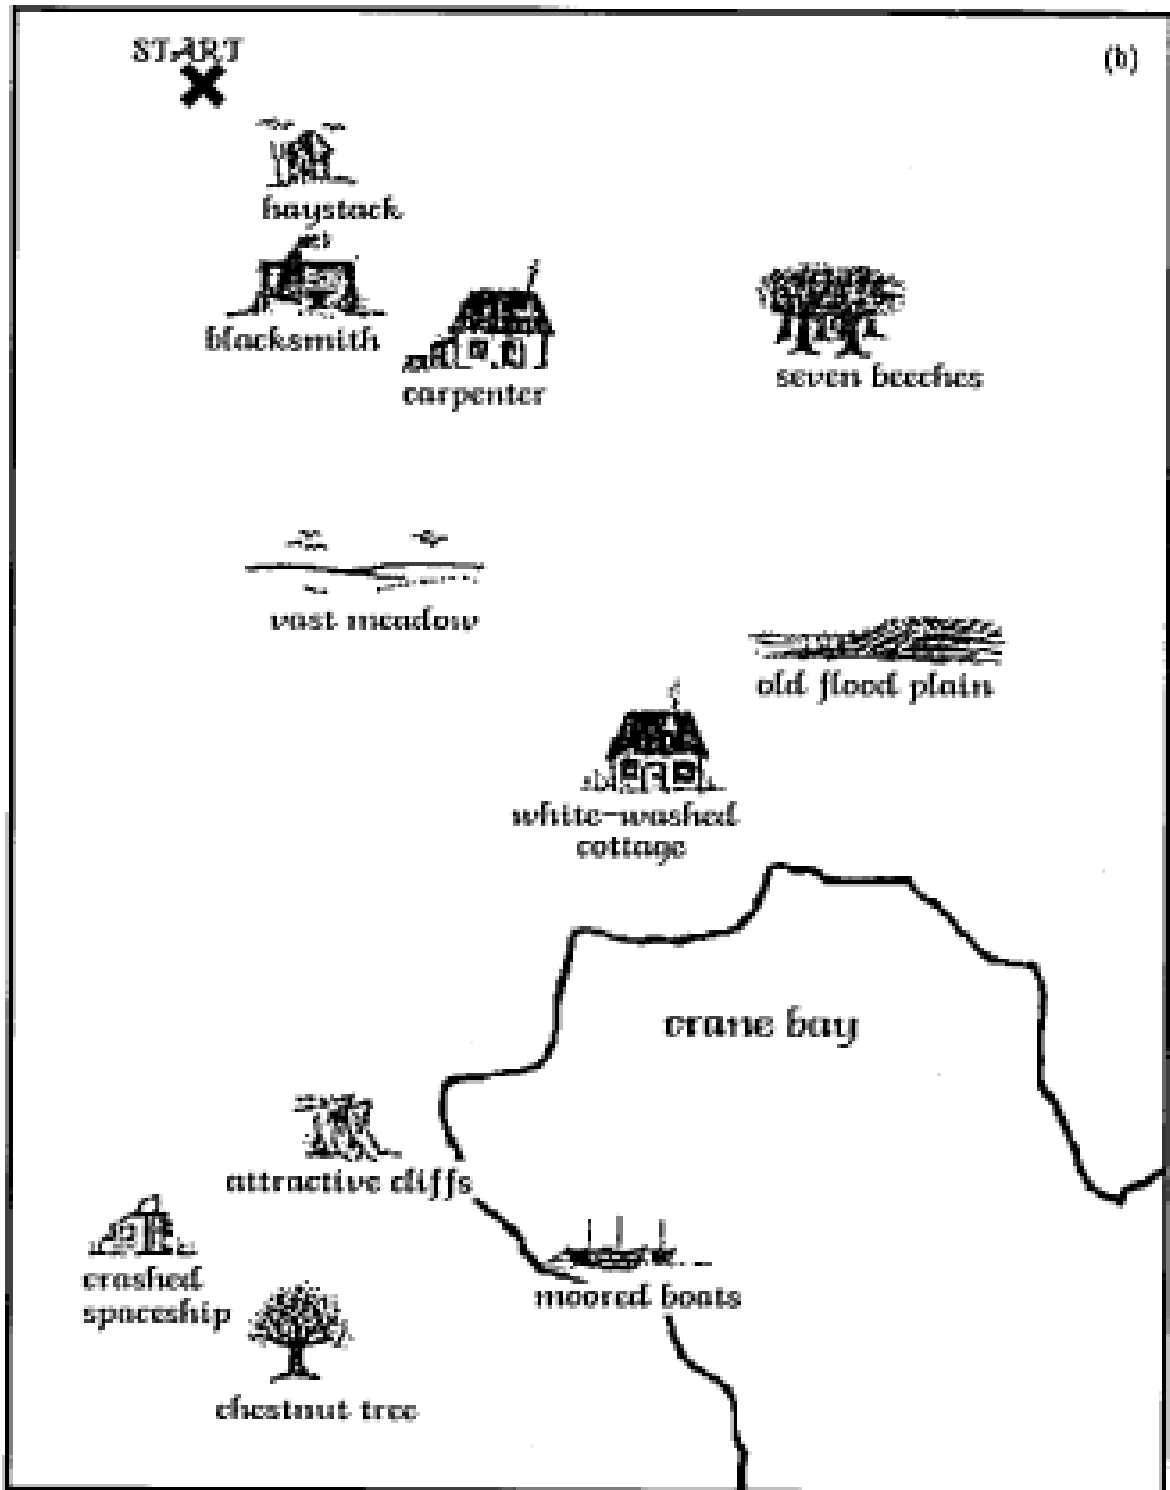 START
(b)
haystack
blacksmith
carpenter
seven beeches
vast meadow
old flood plain
white-washed
cottage
crane bay
attractive cliffs
crashed
spaceship
moored boats
chestnut tree